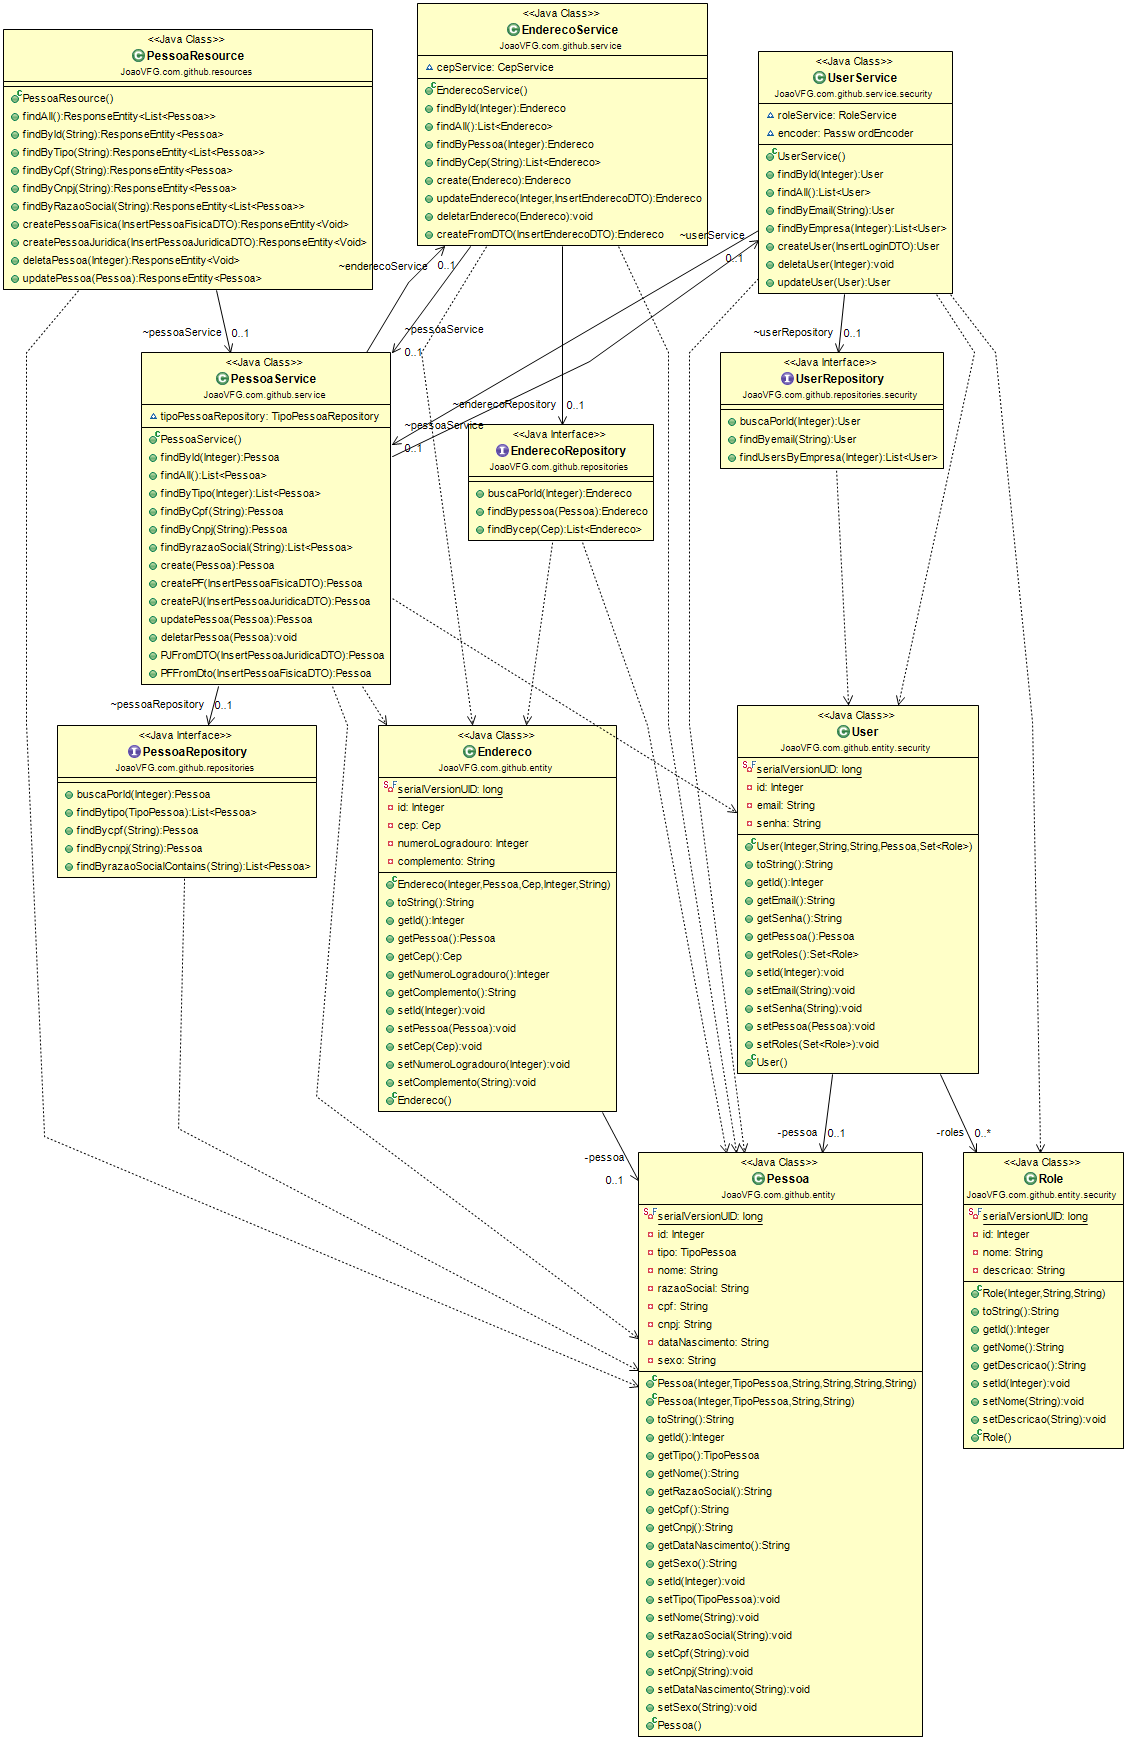 <<Java Class>>
PessoaResource
JoaoVFG.com.github.resources
PessoaResource()
findAll():ResponseEntity<List<Pessoa>>
findById(String):ResponseEntity<Pessoa>
findByTipo(String):ResponseEntity<List<Pessoa>>
findByCpf(String):ResponseEntity<Pessoa>
findByCnpj(String):ResponseEntity<Pessoa>
findByRazaoSocial(String):ResponseEntity<List<Pessoa>>
createPessoaFisica(InsertPessoaFisicaDTO):ResponseEntity<Void>
createPessoaJuridica(InsertPessoaJuridicaDTO):ResponseEntity<Void>
deletaPessoa(Integer):ResponseEntity<Void>
updatePessoa(Pessoa):ResponseEntity<Pessoa>
<<Java Class>>
EnderecoService
JoaoVFG.com.github.service
cepService: CepService
EnderecoService()
findById(Integer):Endereco
findAll():List<Endereco>
findByPessoa(Integer):Endereco
findByCep(String):List<Endereco>
create(Endereco):Endereco
updateEndereco(Integer,InsertEnderecoDTO):Endereco
deletarEndereco(Endereco):void
createFromDTO(InsertEnderecoDTO):Endereco
<<Java Class>>
UserService
JoaoVFG.com.github.service.security
roleService: RoleService
encoder: PasswordEncoder
UserService()
findById(Integer):User
findAll():List<User>
findByEmail(String):User
findByEmpresa(Integer):List<User>
createUser(InsertLoginDTO):User
deletaUser(Integer):void
updateUser(User):User
~userService
0..1
~enderecoService
0..1
~pessoaService
0..1
~pessoaService
0..1
~userRepository
0..1
~enderecoRepository
0..1
~pessoaService
0..1
<<Java Class>>
PessoaService
JoaoVFG.com.github.service
tipoPessoaRepository: TipoPessoaRepository
PessoaService()
findById(Integer):Pessoa
findAll():List<Pessoa>
findByTipo(Integer):List<Pessoa>
findByCpf(String):Pessoa
findByCnpj(String):Pessoa
findByrazaoSocial(String):List<Pessoa>
create(Pessoa):Pessoa
createPF(InsertPessoaFisicaDTO):Pessoa
createPJ(InsertPessoaJuridicaDTO):Pessoa
updatePessoa(Pessoa):Pessoa
deletarPessoa(Pessoa):void
PJFromDTO(InsertPessoaJuridicaDTO):Pessoa
PFFromDto(InsertPessoaFisicaDTO):Pessoa
<<Java Interface>>
UserRepository
JoaoVFG.com.github.repositories.security
buscaPorId(Integer):User
findByemail(String):User
findUsersByEmpresa(Integer):List<User>
<<Java Interface>>
EnderecoRepository
JoaoVFG.com.github.repositories
buscaPorId(Integer):Endereco
findBypessoa(Pessoa):Endereco
findBycep(Cep):List<Endereco>
~pessoaRepository
0..1
<<Java Interface>>
PessoaRepository
JoaoVFG.com.github.repositories
buscaPorId(Integer):Pessoa
findBytipo(TipoPessoa):List<Pessoa>
findBycpf(String):Pessoa
findBycnpj(String):Pessoa
findByrazaoSocialContains(String):List<Pessoa>
<<Java Class>>
Endereco
JoaoVFG.com.github.entity
serialVersionUID: long
id: Integer
cep: Cep
numeroLogradouro: Integer
complemento: String
Endereco(Integer,Pessoa,Cep,Integer,String)
toString():String
getId():Integer
getPessoa():Pessoa
getCep():Cep
getNumeroLogradouro():Integer
getComplemento():String
setId(Integer):void
setPessoa(Pessoa):void
setCep(Cep):void
setNumeroLogradouro(Integer):void
setComplemento(String):void
Endereco()
<<Java Class>>
User
JoaoVFG.com.github.entity.security
serialVersionUID: long
id: Integer
email: String
senha: String
User(Integer,String,String,Pessoa,Set<Role>)
toString():String
getId():Integer
getEmail():String
getSenha():String
getPessoa():Pessoa
getRoles():Set<Role>
setId(Integer):void
setEmail(String):void
setSenha(String):void
setPessoa(Pessoa):void
setRoles(Set<Role>):void
User()
-pessoa
0..1
-pessoa
0..1
-roles
0..*
<<Java Class>>
Pessoa
JoaoVFG.com.github.entity
serialVersionUID: long
id: Integer
tipo: TipoPessoa
nome: String
razaoSocial: String
cpf: String
cnpj: String
dataNascimento: String
sexo: String
Pessoa(Integer,TipoPessoa,String,String,String,String)
Pessoa(Integer,TipoPessoa,String,String)
toString():String
getId():Integer
getTipo():TipoPessoa
getNome():String
getRazaoSocial():String
getCpf():String
getCnpj():String
getDataNascimento():String
getSexo():String
setId(Integer):void
setTipo(TipoPessoa):void
setNome(String):void
setRazaoSocial(String):void
setCpf(String):void
setCnpj(String):void
setDataNascimento(String):void
setSexo(String):void
Pessoa()
<<Java Class>>
Role
JoaoVFG.com.github.entity.security
serialVersionUID: long
id: Integer
nome: String
descricao: String
Role(Integer,String,String)
toString():String
getId():Integer
getNome():String
getDescricao():String
setId(Integer):void
setNome(String):void
setDescricao(String):void
Role()